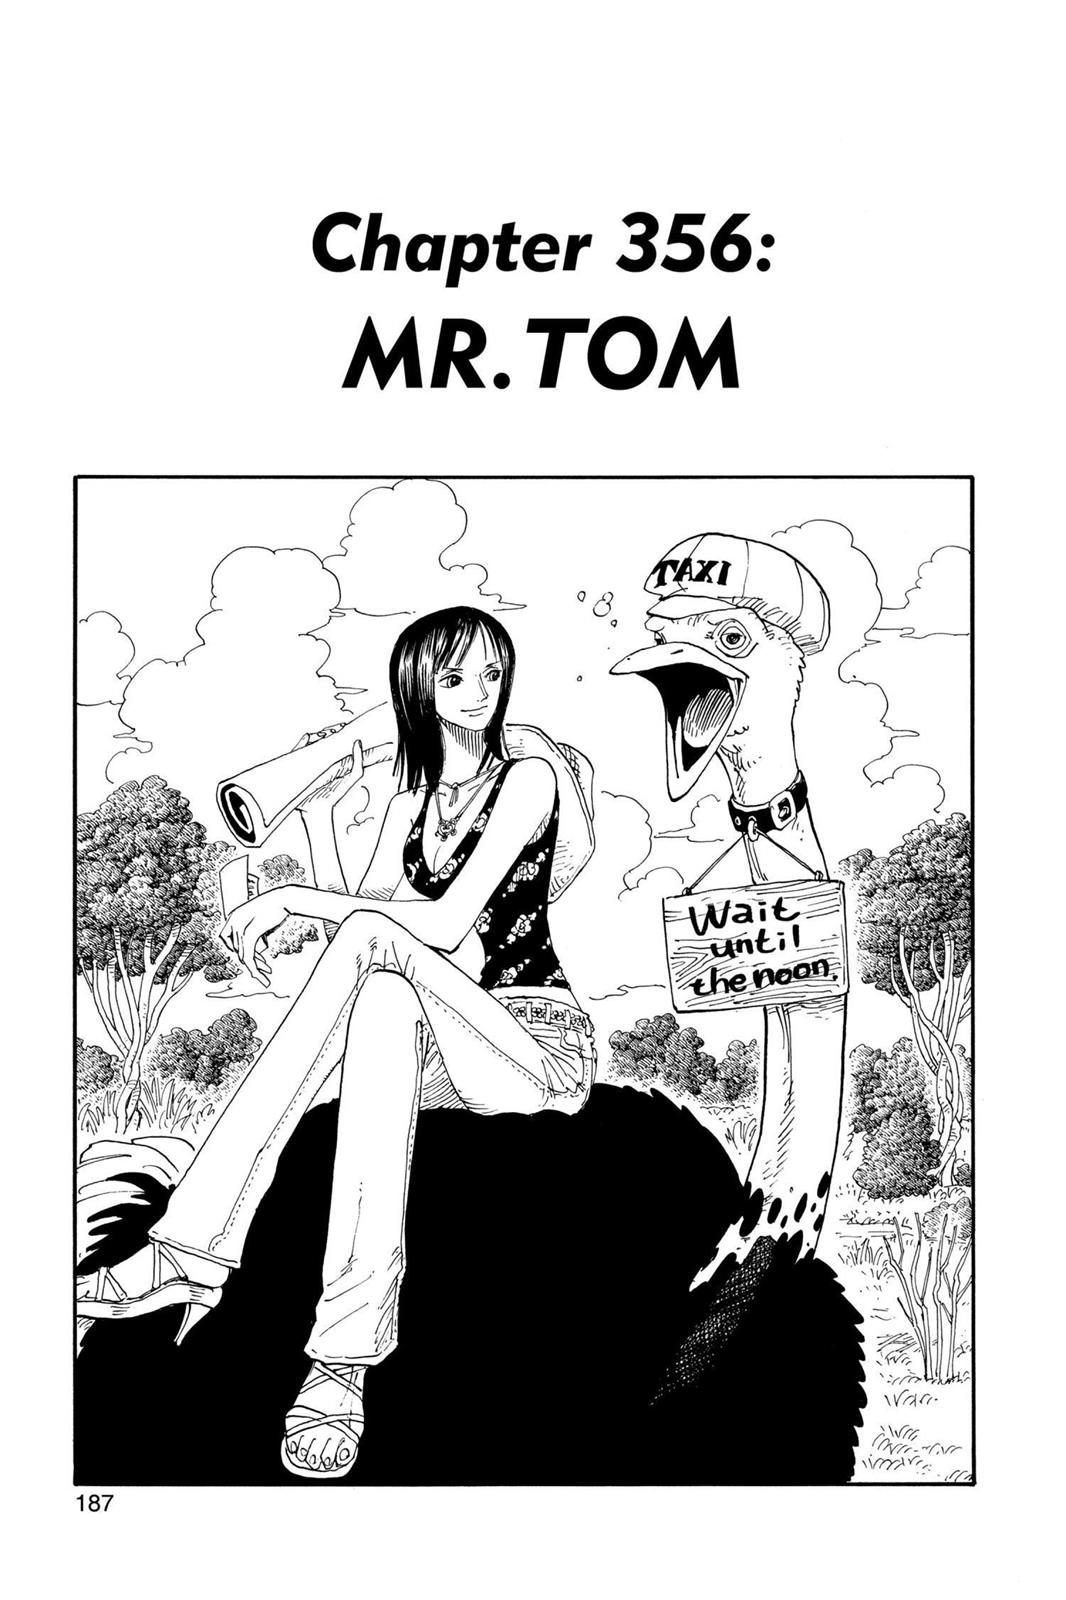 Chapter 356:
MR. TOM
TAXI
Wait
until
the noon.
187